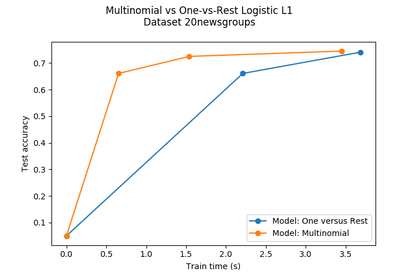 Multinomial vs One-vs-Rest Logistic L1
Dataset 20newsgroups
Test accuracy
0.7
0.6
0.5
0.4
0.3
0.2
0.1
Model: One versus Rest
Model: Multinomial
0.0 0.5 1.0 1.5 2.0 2.5 3.0 3.5
Train time (s)